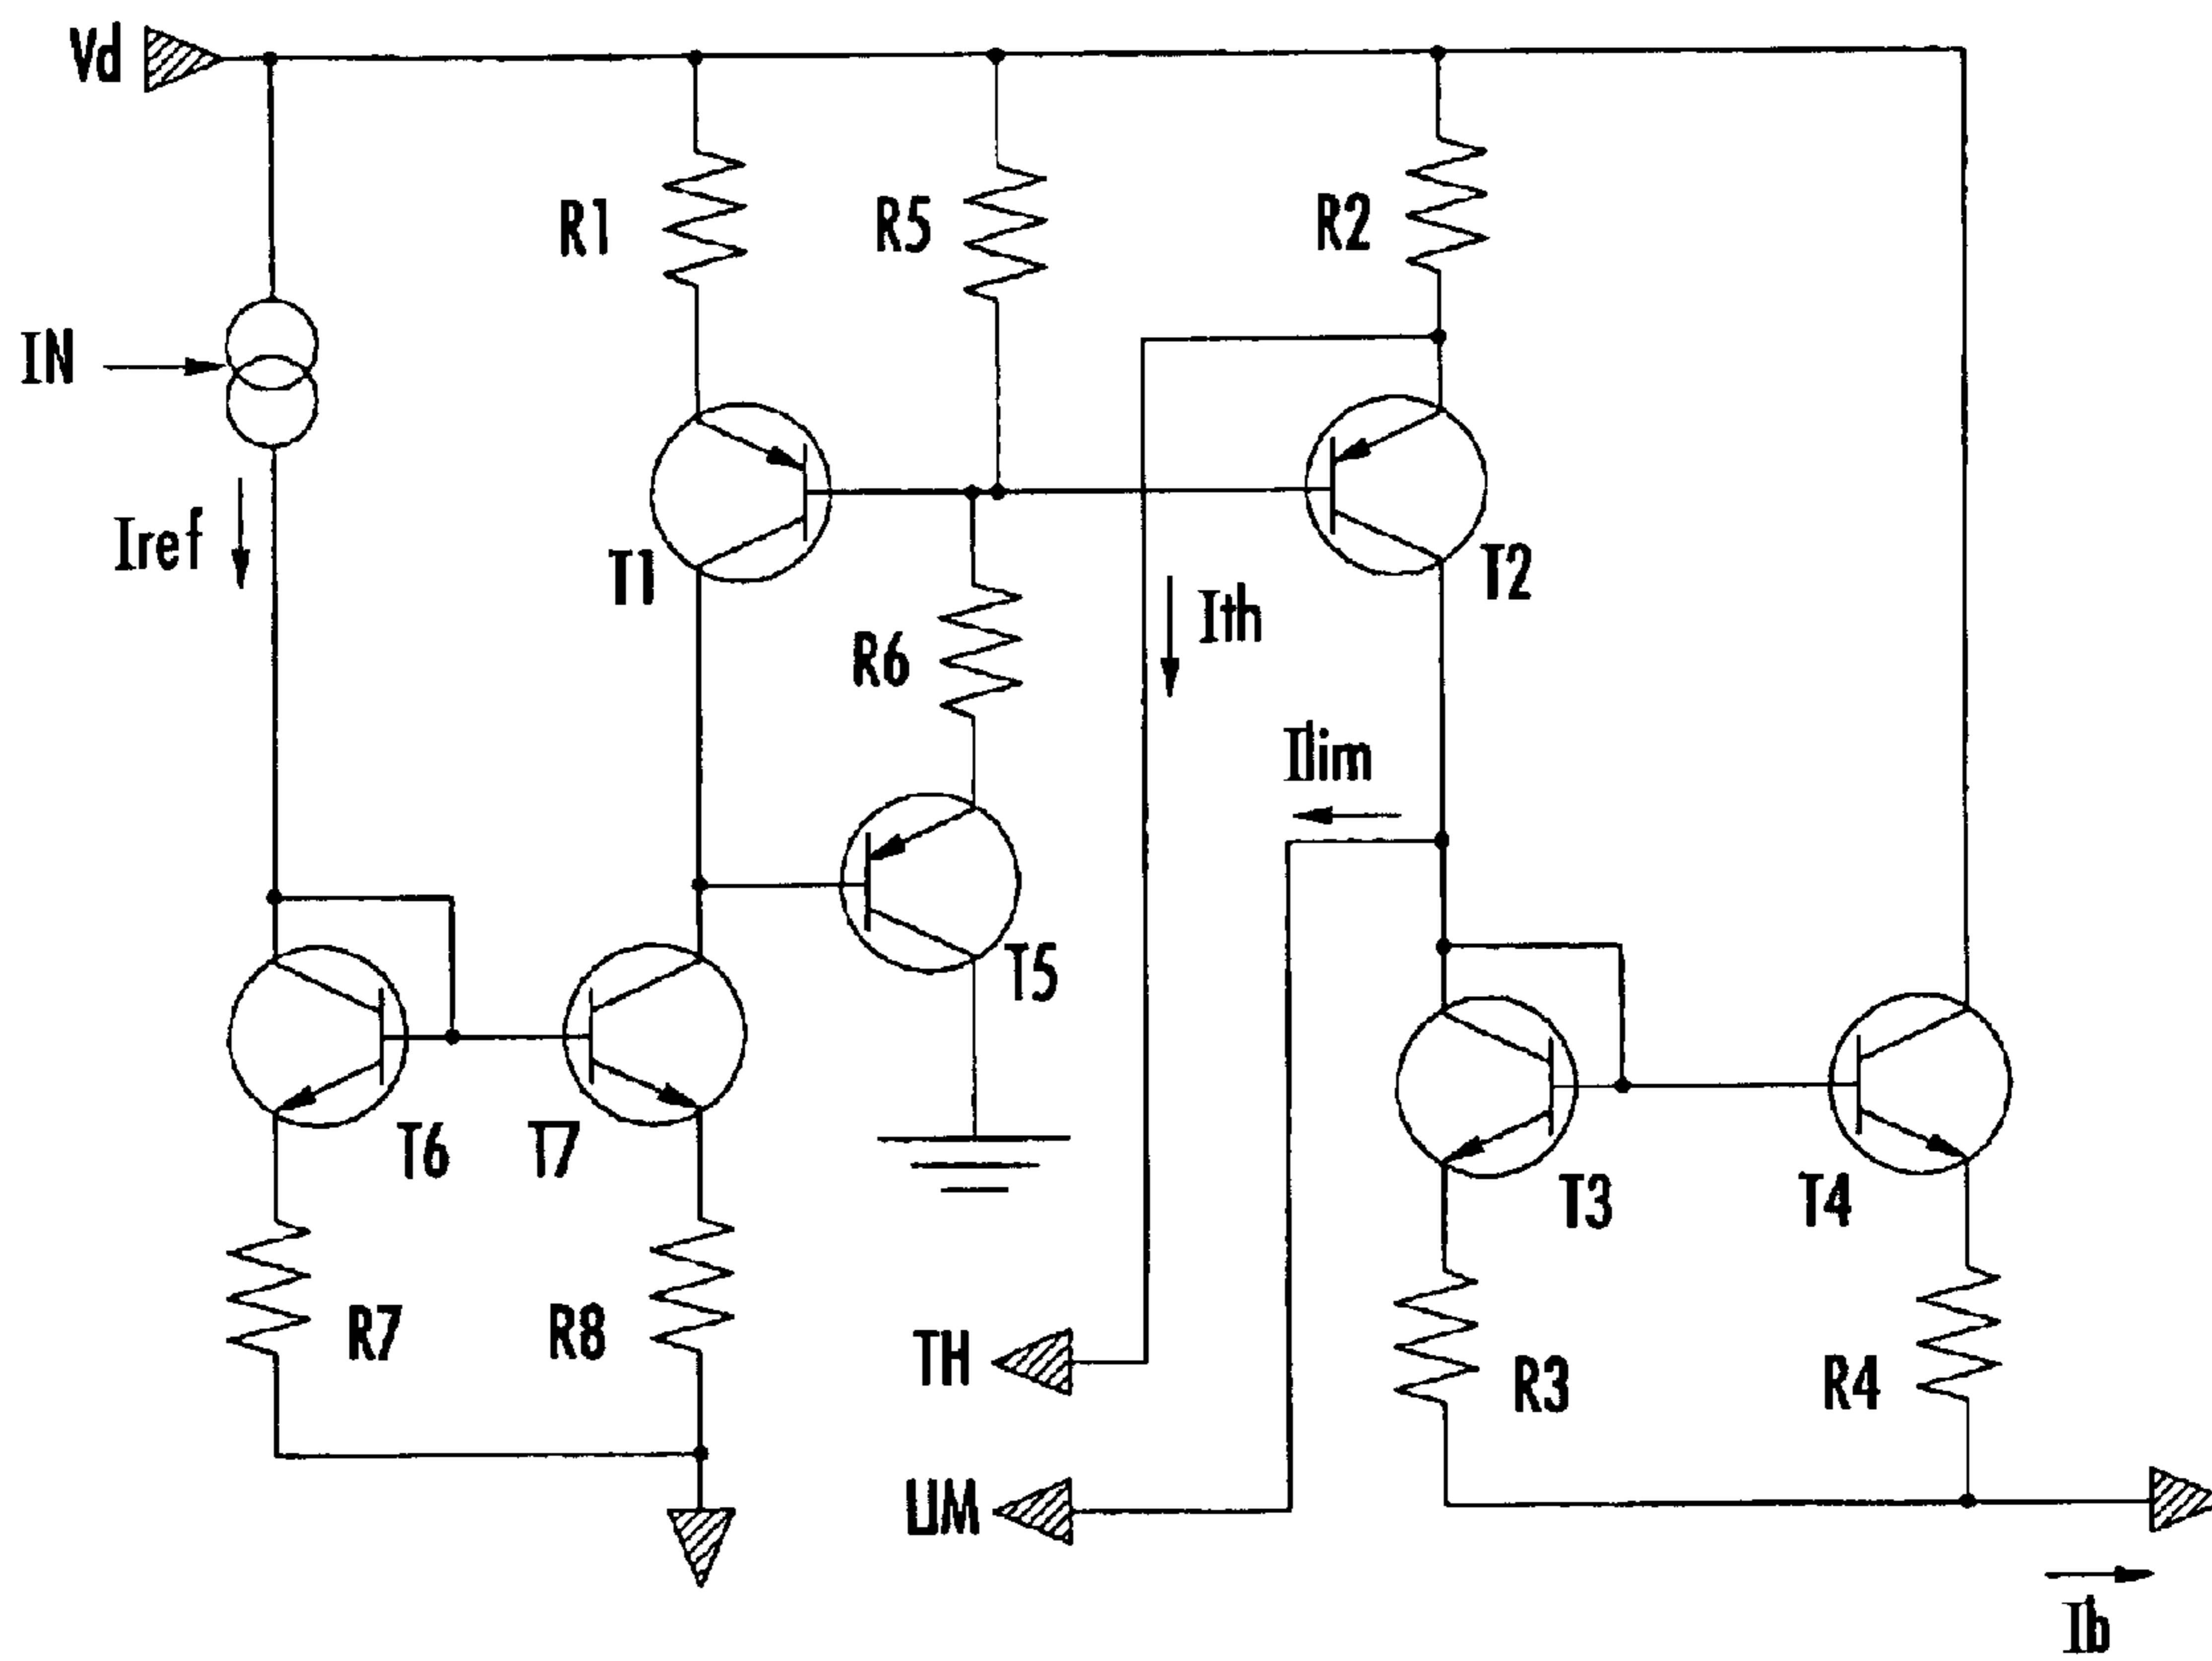 Vd
R1
R5
R2
IN
Iref
T1
T2
Ith
R6
Ilim
T5
T6
T7
T3
T4
R7
R8
TH
R3
R4
LIM
Ib